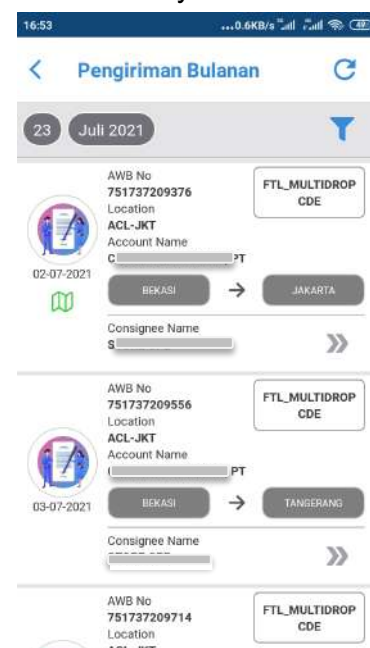 16:53
...0.6KB/s
49
Pengiriman Bulanan
23 Juli 2021
AWB No
751737209376
Location
ACL-JKT
Account Name
C PT
FTL_MULTIDROP
CDE
02-07-2021
BEKASI → JAKARTA
Consignee Name
S
AWB No
751737209556
Location
ACL-JKT
Account Name
PT
FTL_MULTIDROP
CDE
03-07-2021
BEKASI → TANGERANG
Consignee Name
AWB No
751737209714
Location
FTL_MULTIDROP
CDE